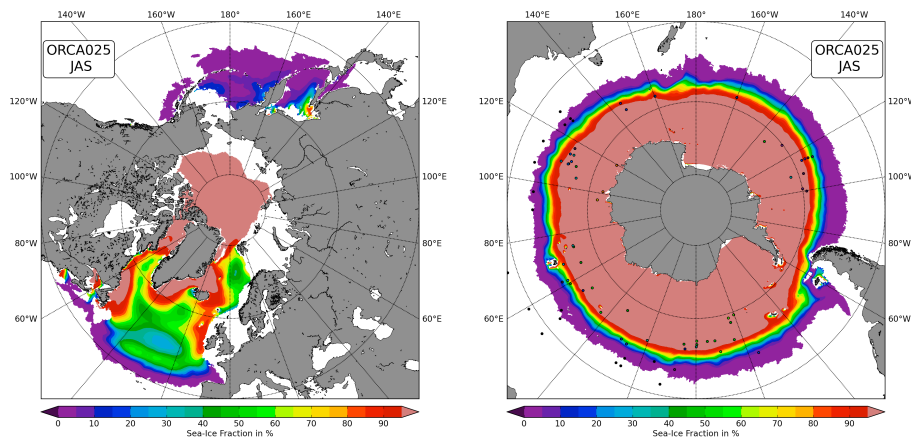 140°W 160°W 180° 160°E 140°E
ORCA025
JAS
120°W 120°E
100°W 100°E
80°W 80°E
60°W 60°E
0 10 20 30 40 50 60 70 80 90
Sea-Ice Fraction in %
140°E 160°E 180° 160°W 140°W
ORCA025
JAS
120°E 120°W
100°E 100°W
80°E 80°W
60°E 60°W
0 10 20 30 40 50 60 70 80 90
Sea-Ice Fraction in %